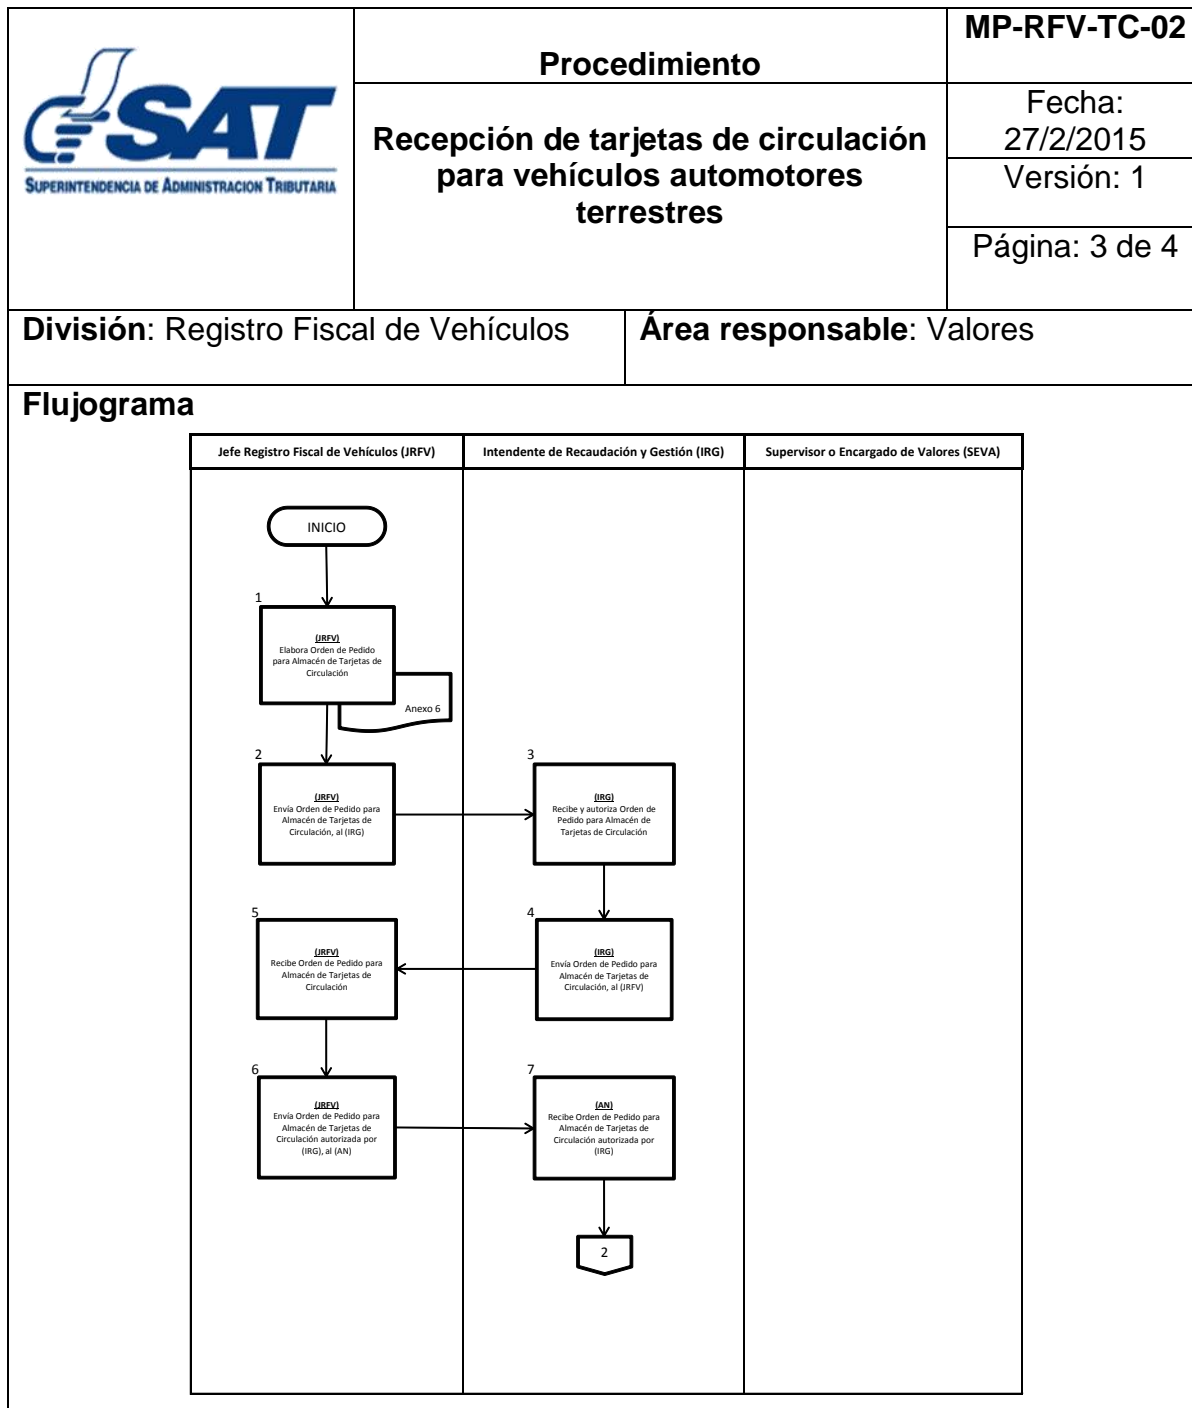 SAT
SUPERINTENDENCIA DE ADMINISTRACION TRIBUTARIA
Procedimiento
Recepción de tarjetas de circulación
para vehículos automotores
terrestres
MP-RFV-TC-02
Fecha:
27/2/2015
Versión: 1
Página: 3 de 4
División: Registro Fiscal de Vehículos
Área responsable: Valores
Flujograma
Jefe Registro Fiscal de Vehículos (JRFV)
Intendente de Recaudación y Gestión (IRG)
Supervisor o Encargado de Valores (SEVA)
INICIO
1
(JRFV)
Elabora Orden de Pedido
para Almacén de Tarjetas de
Circulación
Anexo 6
2
(JRFV)
Envía Orden de Pedido para
Almacén de Tarjetas de
Circulación, al (IRG)
3
(IRG)
Recibe y autoriza Orden de
Pedido para Almacén de
Tarjetas de Circulación
4
(IRG)
Envía Orden de Pedido para
Almacén de Tarjetas de
Circulación, al (JRFV)
5
(JRFV)
Recibe Orden de Pedido para
Almacén de Tarjetas de
Circulación
6
(JRFV)
Envía Orden de Pedido para
Almacén de Tarjetas de
Circulación autorizada por
(IRG), al (AN)
7
(AN)
Recibe Orden de Pedido para
Almacén de Tarjetas de
Circulación autorizada por
(IRG)
2